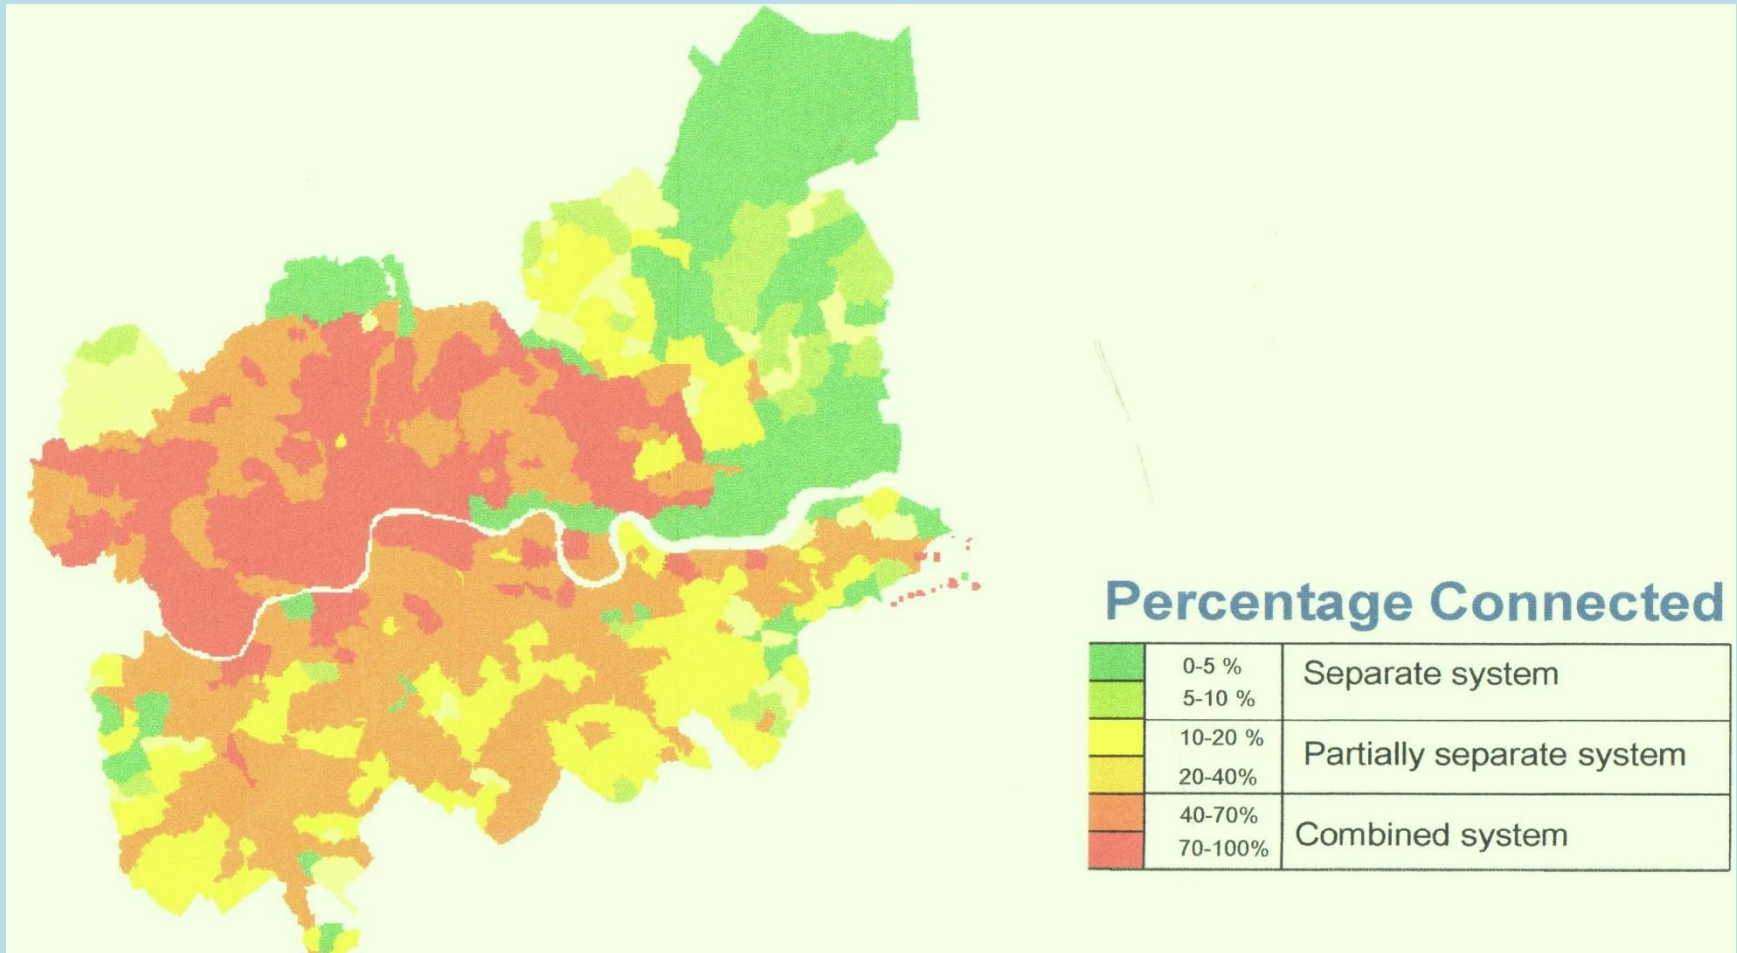 Percentage Connected
0-5 %
Separate system
5-10 %
10-20 %
Partially separate system
20-40%
40-70%
Combined system
70-100%